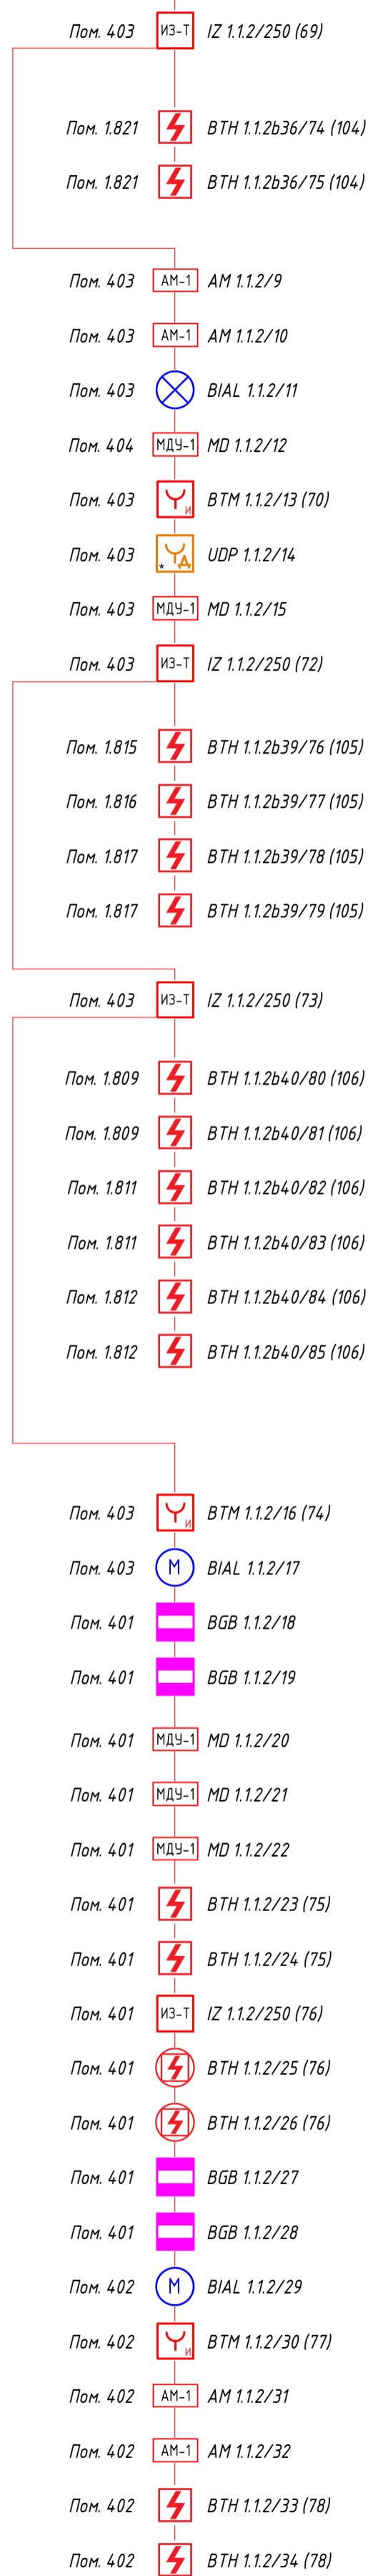 Пом. 403 ИЗ-Т IZ 1.1.2/250 (69)
Пом. 1.821 BTH 1.1.2b36/74 (104)
Пом. 1.821 BTH 1.1.2b36/75 (104)
Пом. 403 АМ-1 AM 1.1.2/9
Пом. 403 АМ-1 AM 1.1.2/10
Пом. 403 BIAL 1.1.2/11
Пом. 404 МДУ-1 MD 1.1.2/12
Пом. 403 И BTM 1.1.2/13 (70)
Пом. 403 * Д UDP 1.1.2/14
Пом. 403 МДУ-1 MD 1.1.2/15
Пом. 403 ИЗ-Т IZ 1.1.2/250 (72)
Пом. 1.815 BTH 1.1.2b39/76 (105)
Пом. 1.816 BTH 1.1.2b39/77 (105)
Пом. 1.817 BTH 1.1.2b39/78 (105)
Пом. 1.817 BTH 1.1.2b39/79 (105)
Пом. 403 ИЗ-Т IZ 1.1.2/250 (73)
Пом. 1.809 BTH 1.1.2b40/80 (106)
Пом. 1.809 BTH 1.1.2b40/81 (106)
Пом. 1.811 BTH 1.1.2b40/82 (106)
Пом. 1.811 BTH 1.1.2b40/83 (106)
Пом. 1.812 BTH 1.1.2b40/84 (106)
Пом. 1.812 BTH 1.1.2b40/85 (106)
Пом. 403 И BTM 1.1.2/16 (74)
Пом. 403 М BIAL 1.1.2/17
Пом. 401 BGB 1.1.2/18
Пом. 401 BGB 1.1.2/19
Пом. 401 МДУ-1 MD 1.1.2/20
Пом. 401 МДУ-1 MD 1.1.2/21
Пом. 401 МДУ-1 MD 1.1.2/22
Пом. 401 BTH 1.1.2/23 (75)
Пом. 401 BTH 1.1.2/24 (75)
Пом. 401 ИЗ-Т IZ 1.1.2/250 (76)
Пом. 401 BTH 1.1.2/25 (76)
Пом. 401 BTH 1.1.2/26 (76)
Пом. 401 BGB 1.1.2/27
Пом. 401 BGB 1.1.2/28
Пом. 402 М BIAL 1.1.2/29
Пом. 402 И BTM 1.1.2/30 (77)
Пом. 402 АМ-1 AM 1.1.2/31
Пом. 402 АМ-1 AM 1.1.2/32
Пом. 402 BTH 1.1.2/33 (78)
Пом. 402 BTH 1.1.2/34 (78)